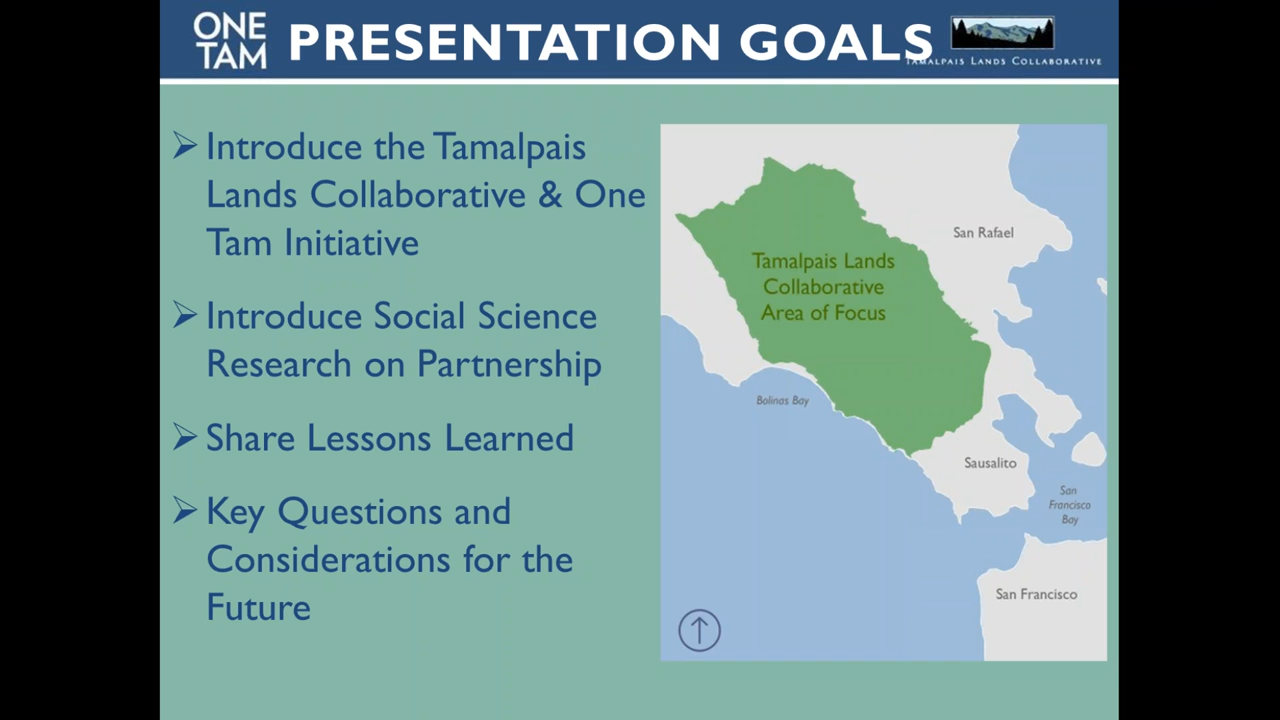 ONE
TAM
PRESENTATION GOALS
TAMALPAIS LANDS COLLABORATIVE
Introduce the Tamalpais
Lands Collaborative & One
Tam Initiative
Introduce Social Science
Research on Partnership
Share Lessons Learned
Key Questions and
Considerations for the
Future
San Rafael
Tamalpais Lands
Collaborative
Area of Focus
Bolinas Bay
Sausalito
San
Francisco
Bay
San Francisco